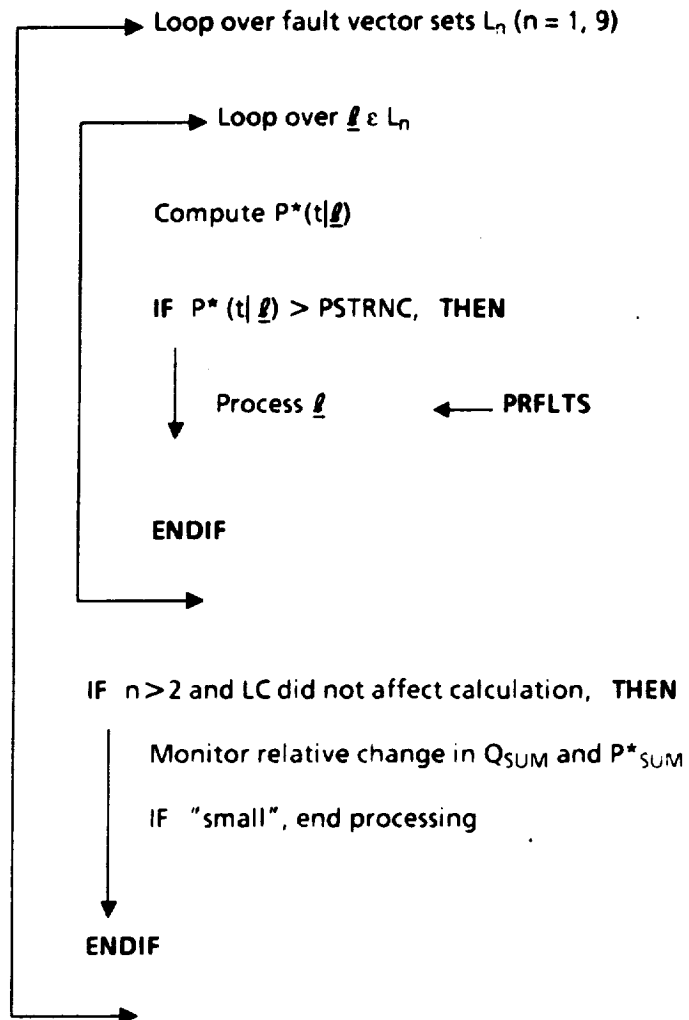 Loop over fault vector sets Lₙ (n = 1, 9)
Loop over ℓ ε Lₙ
Compute P*(t|ℓ)
IF P* (t| ℓ) > PSTRNC, THEN
Process ℓ PRFLTS
ENDIF
IF n>2 and LC did not affect calculation, THEN
Monitor relative change in Q_SUM and P*_SUM
IF "small", end processing
ENDIF